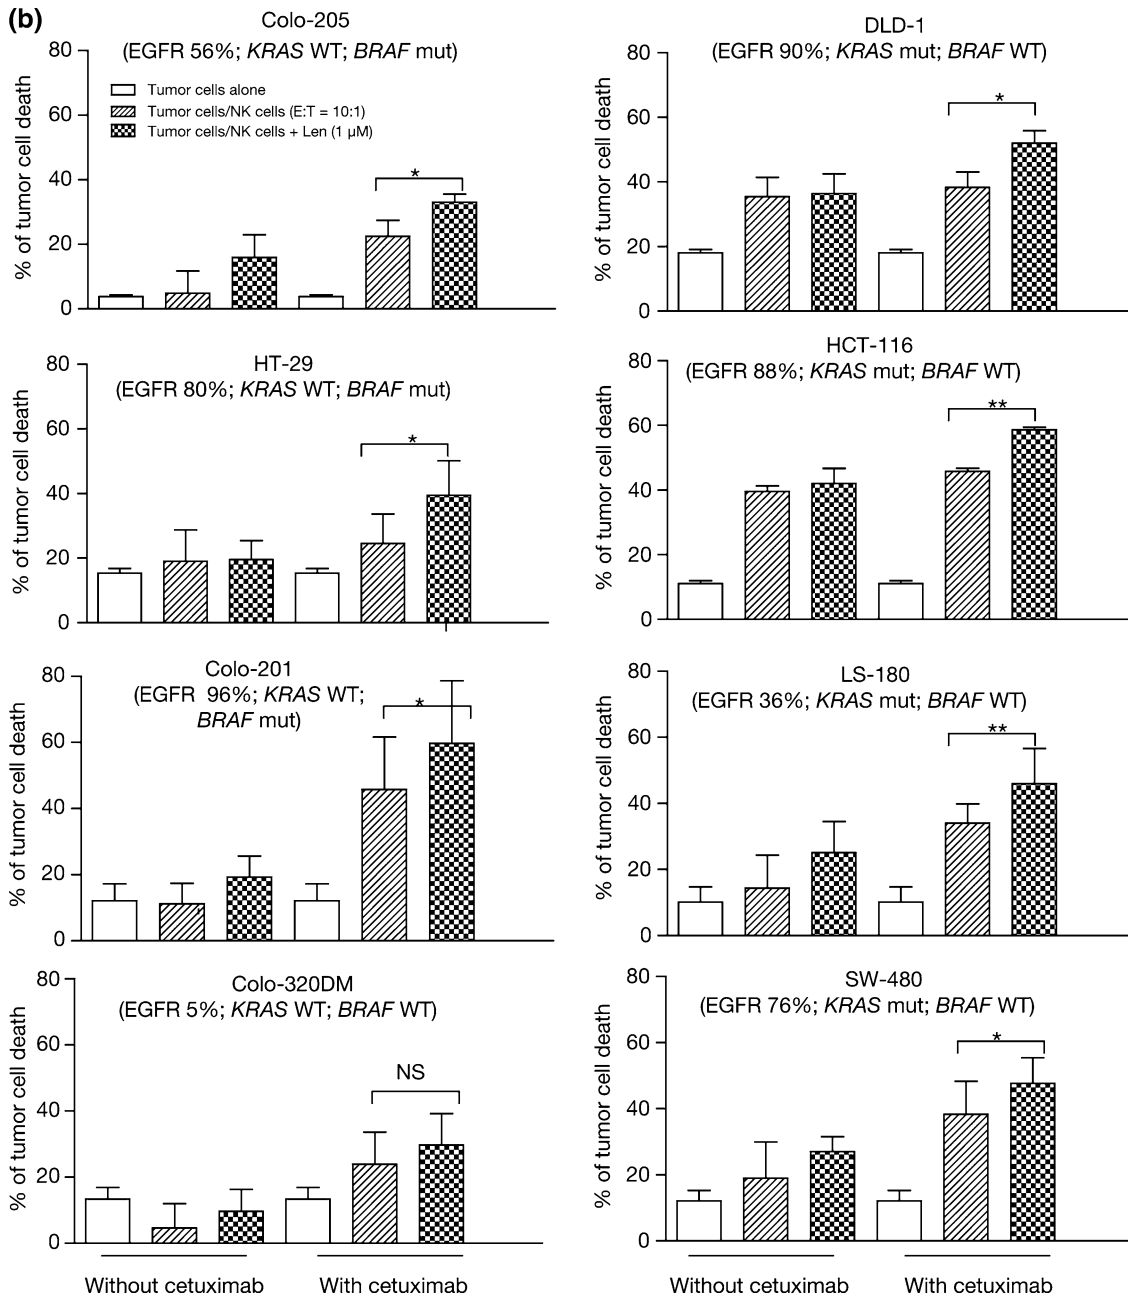 (b)
Colo-205
(EGFR 56%; KRAS WT; BRAF mut)
Tumor cells alone
Tumor cells/NK cells (E:T = 10:1)
Tumor cells/NK cells + Len (1 µM)
*
% of tumor cell death
80
60
40
20
0
DLD-1
(EGFR 90%; KRAS mut; BRAF WT)
*
% of tumor cell death
80
60
40
20
0
HT-29
(EGFR 80%; KRAS WT; BRAF mut)
*
% of tumor cell death
80
60
40
20
0
HCT-116
(EGFR 88%; KRAS mut; BRAF WT)
**
% of tumor cell death
80
60
40
20
0
Colo-201
(EGFR 96%; KRAS WT;
BRAF mut)
*
% of tumor cell death
80
60
40
20
0
LS-180
(EGFR 36%; KRAS mut; BRAF WT)
**
% of tumor cell death
80
60
40
20
0
Colo-320DM
(EGFR 5%; KRAS WT; BRAF WT)
NS
% of tumor cell death
80
60
40
20
0
Without cetuximab
With cetuximab
SW-480
(EGFR 76%; KRAS mut; BRAF WT)
*
% of tumor cell death
80
60
40
20
0
Without cetuximab
With cetuximab